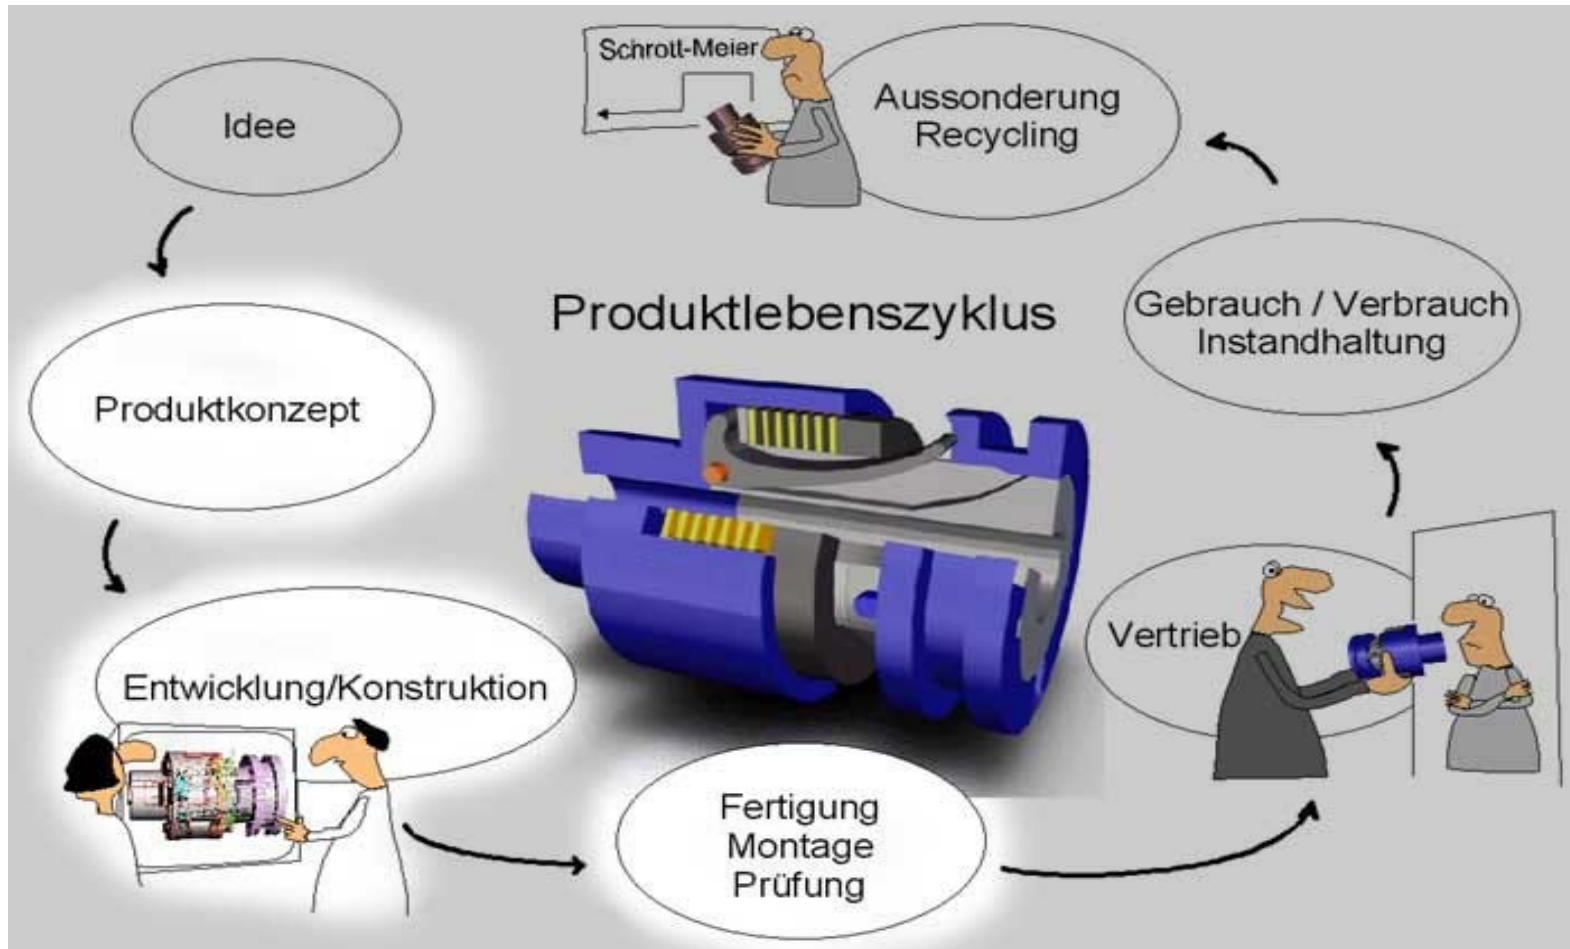 Produktlebenszyklus
Idee
Produktkonzept
Entwicklung/Konstruktion
Fertigung
Montage
Prüfung
Vertrieb
Gebrauch / Verbrauch
Instandhaltung
Aussonderung
Recycling
Schrott-Meier